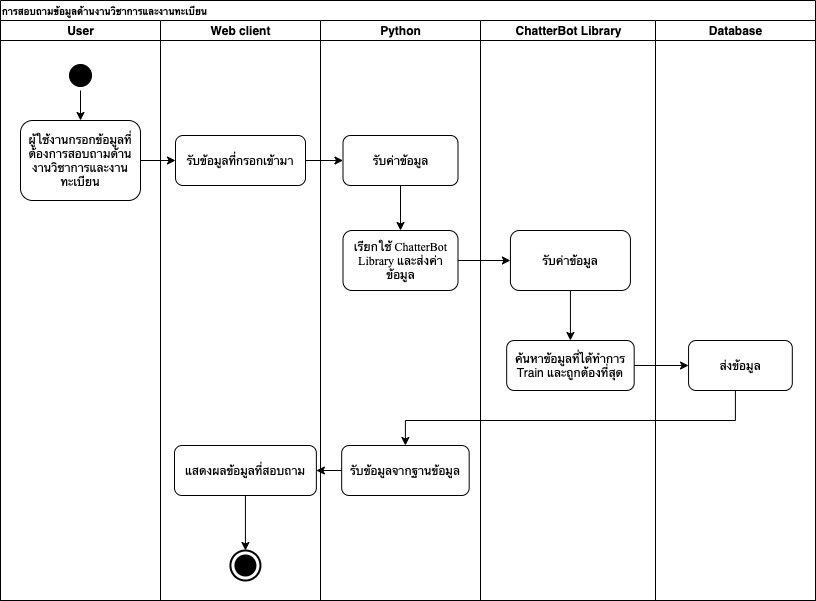 การสอบถามข้อมูลด้านงานวิชาการและงานทะเบียน
User
Web client
Python
ChatterBot Library
Database
ผู้ใช้งานกรอกข้อมูลที่
ต้องการสอบถามด้าน
งานวิชาการและงาน
ทะเบียน
รับข้อมูลที่กรอกเข้ามา
รับค่าข้อมูล
เรียกใช้ ChatterBot
Library และส่งค่า
ข้อมูล
รับค่าข้อมูล
ค้นหาข้อมูลที่ได้ทำการ
Train และถูกต้องที่สุด
ส่งข้อมูล
แสดงผลข้อมูลที่สอบถาม
รับข้อมูลจากฐานข้อมูล